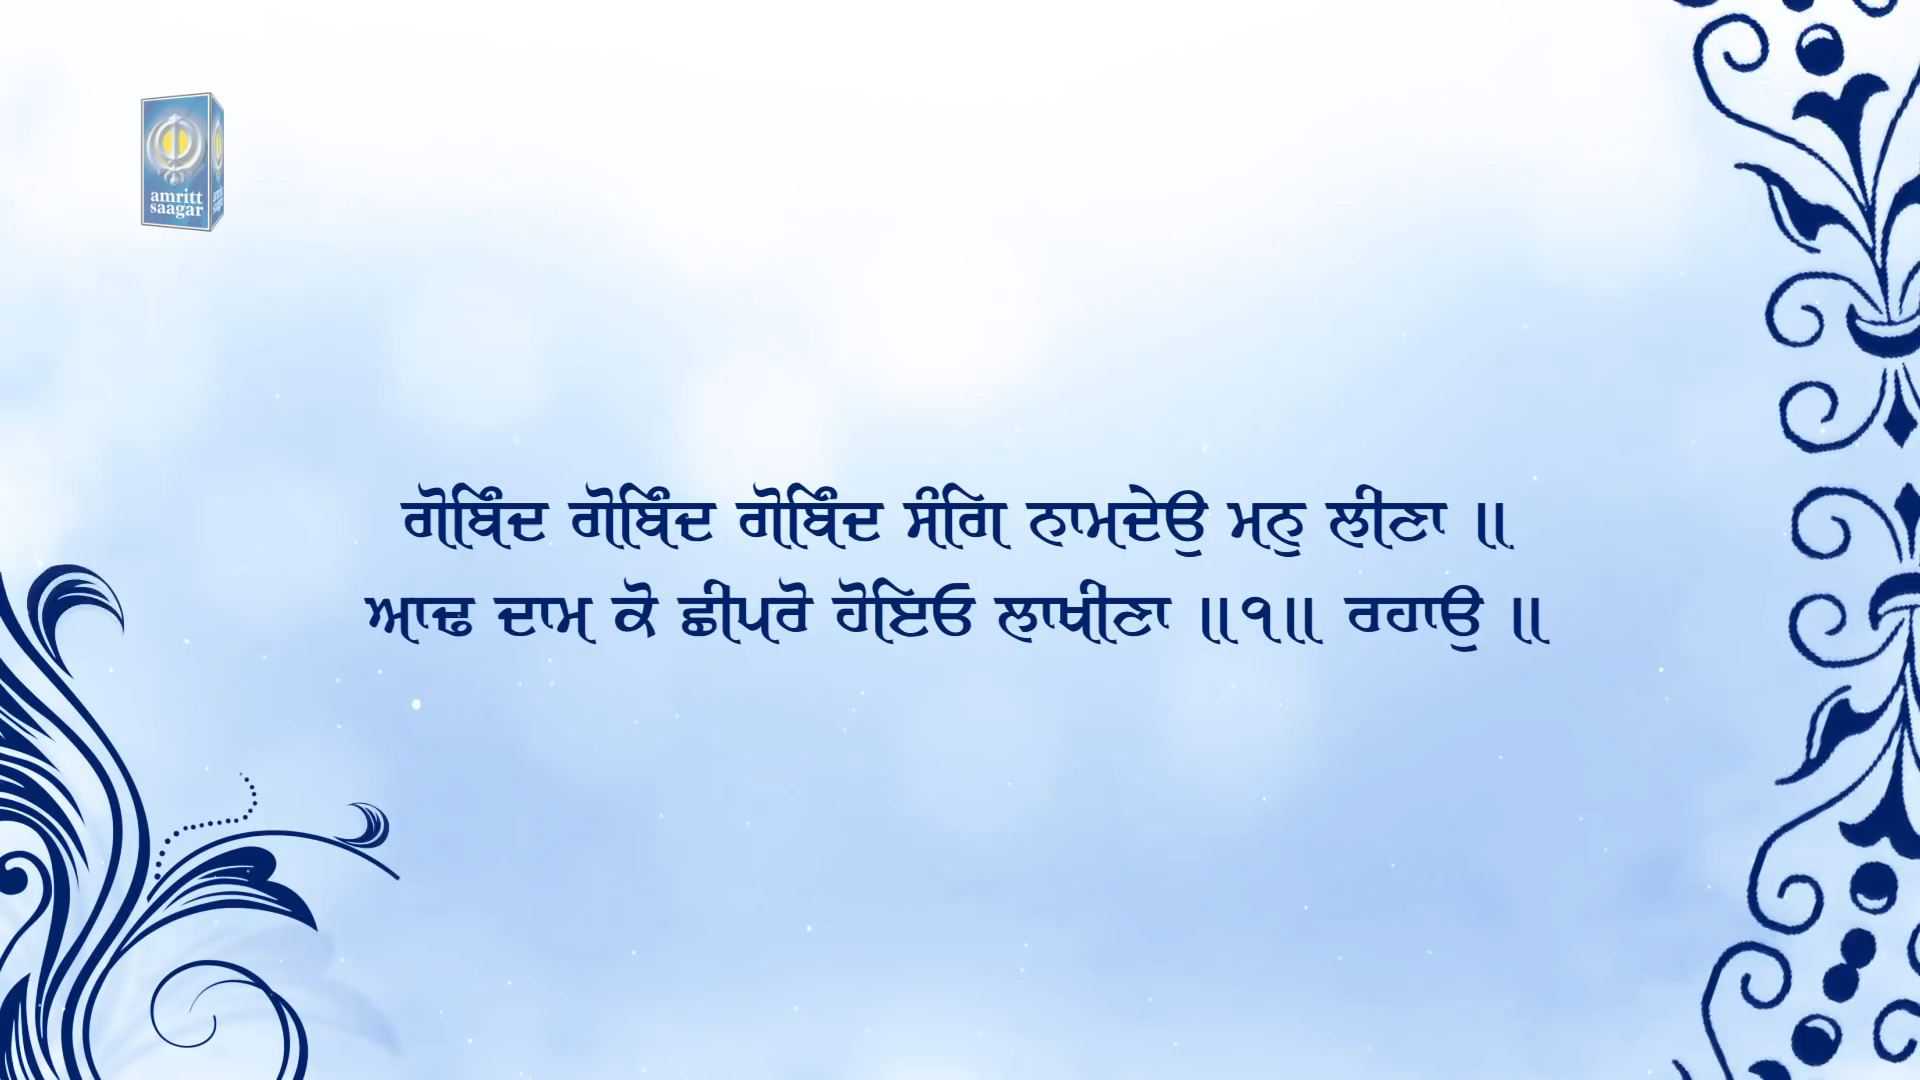 amritt
saagar
ਗੋਬਿੰਦ ਗੋਬਿੰਦ ਗੋਬਿੰਦ ਸੰਗਿ ਨਾਮਦੇਉ ਮਨੁ ਲੀਣਾ ॥
ਆਢ ਦਾਮ ਕੋ ਛੀਪਰੋ ਹੋਇਓ ਲਾਖੀਣਾ ॥੧॥ ਰਹਾਉ ॥